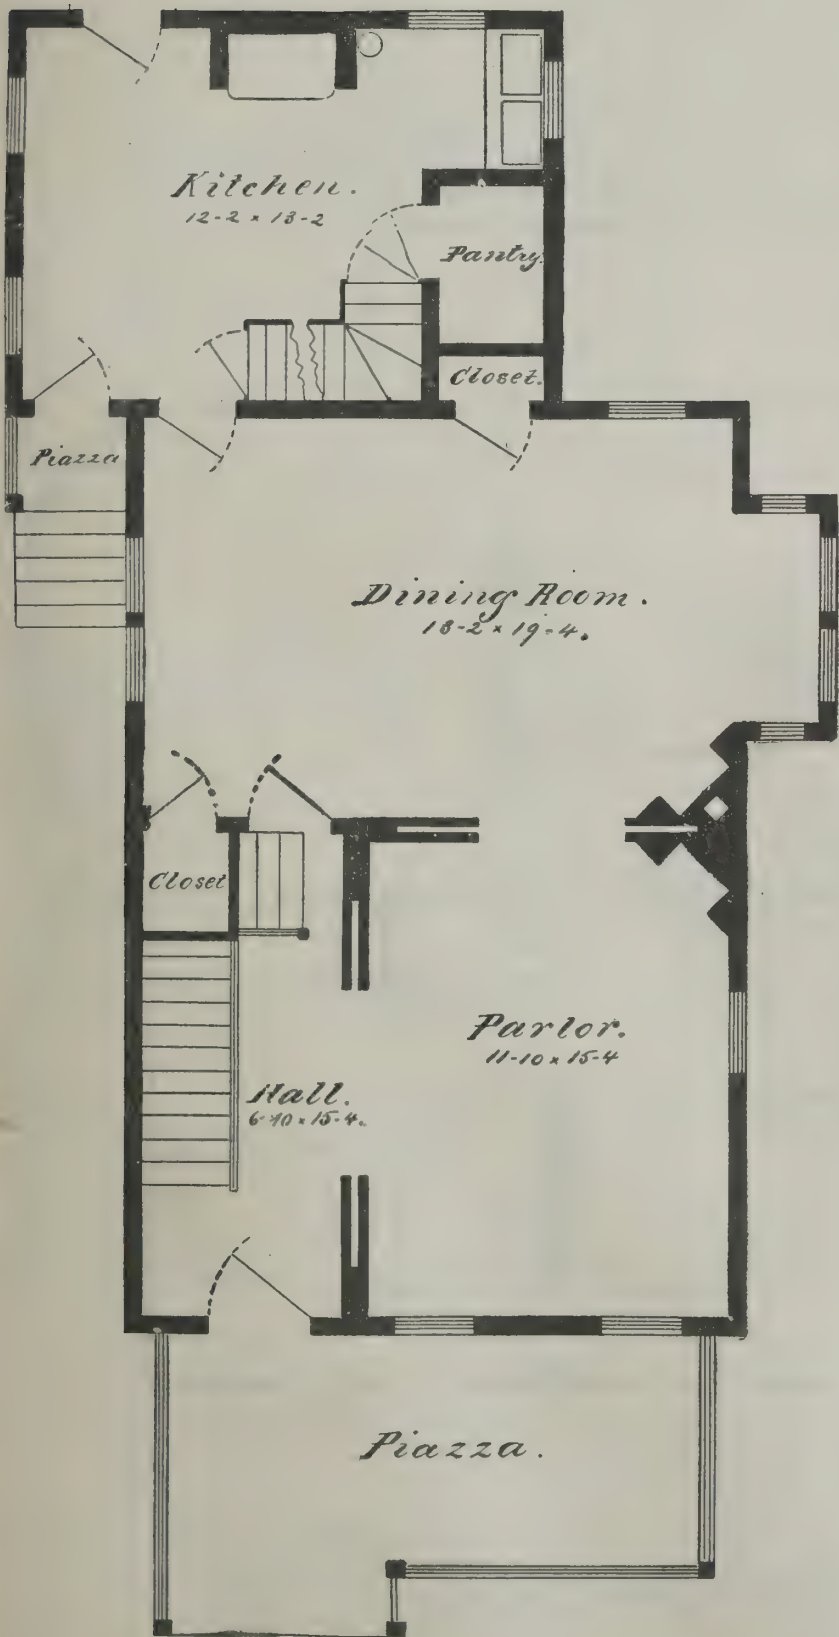 Kitchen.
12-2 x 13-2
Pantry.
Closet.
Piazza
Dining Room.
13-2 x 19-4.
Closet
Parlor.
11-10 x 15-4
Hall.
6-10 x 15-4.
Piazza.